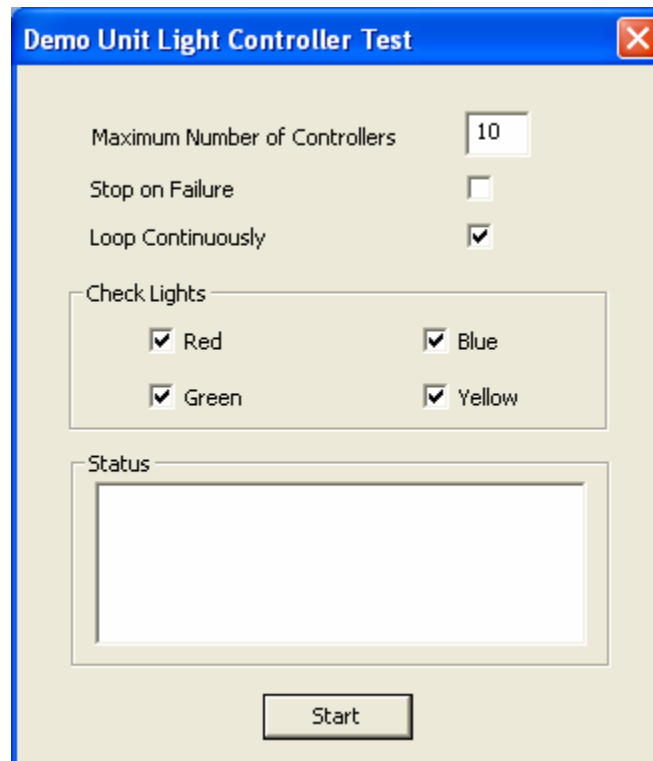 Demo Unit Light Controller Test
Maximum Number of Controllers 10
Stop on Failure
Loop Continuously
Check Lights
Red Blue
Green Yellow
Status
Start